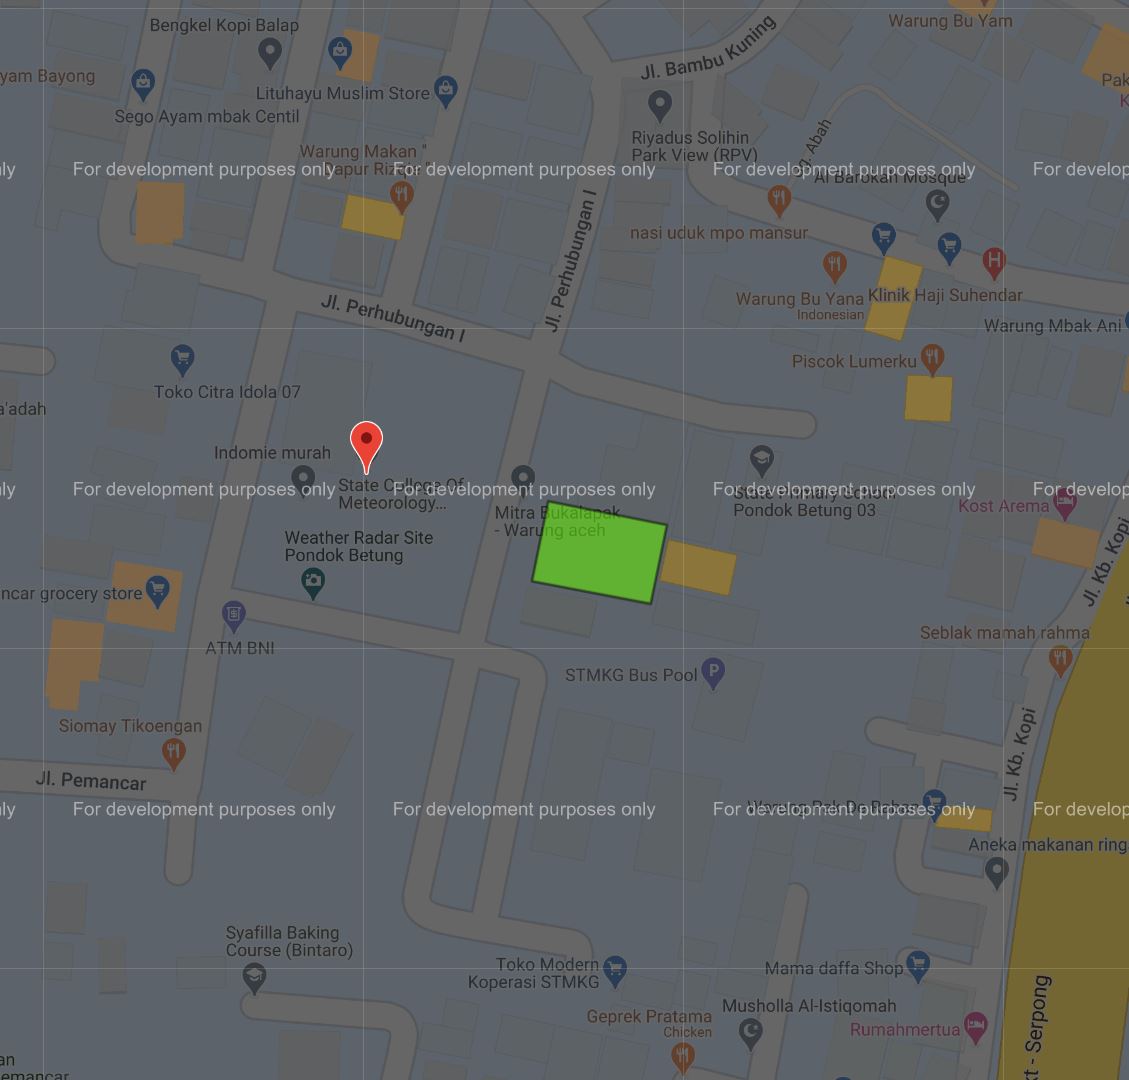 Bengkel Kopi Balap
Warung Bu Yam
Jl. Bambu Kuning
yam Bayong
Lituhayu Muslim Store
Sego Ayam mbak Centil
Riyadus Solihin
Park View (RPV)
Abah
Warung Makan "
Dapur Rizqie "
For development purposes only
For development purposes only
For development purposes only
For develop
Al Barokah Mosque
nasi uduk mpo mansur
Jl. Perhubungan I
Jl. Perhubungan I
Warung Bu Yana
Indonesian
Klinik Haji Suhendar
H
Warung Mbak Ani
Piscok Lumerku
Toko Citra Idola 07
a'adah
Indomie murah
State College Of
Meteorology...
For development purposes only
For development purposes only
For development purposes only
For develop
Mitra Bukalapak
- Warung aceh
State Primary School
Pondok Betung 03
Kost Arema
Weather Radar Site
Pondok Betung
Jl. Kb. Kopi
ncar grocery store
ATM BNI
Seblak mamah rahma
STMKG Bus Pool
P
Siomay Tikoengan
Jl. Pemancar
Jl. Kb. Kopi
For development purposes only
For development purposes only
For development purposes only
For develop
Aneka makanan ring
Syafilla Baking
Course (Bintaro)
Toko Modern
Koperasi STMKG
Mama daffa Shop
Musholla Al-Istiqomah
Geprek Pratama
Chicken
Rumahmertua
xt - Serpong
an
emancar